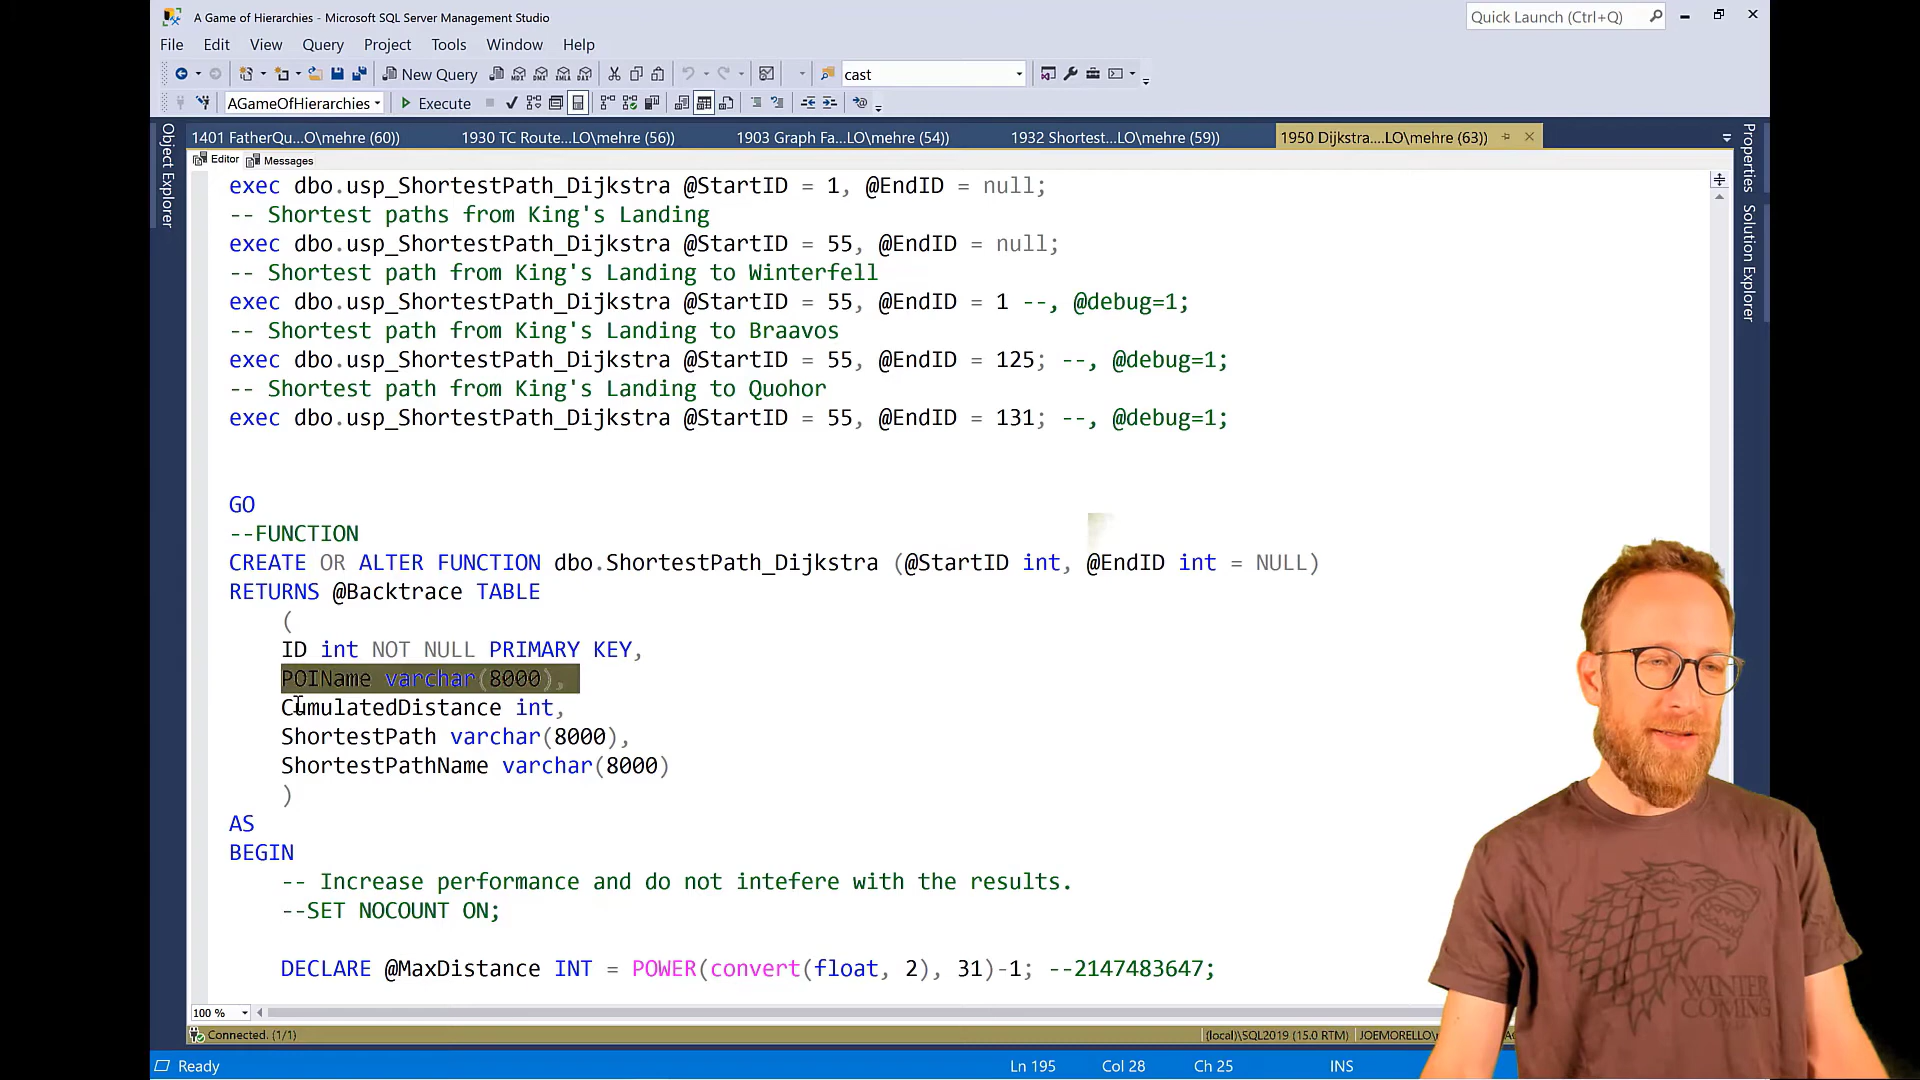 A Game of Hierarchies - Microsoft SQL Server Management Studio
Quick Launch (Ctrl+Q)
File Edit View Query Project Tools Window Help
New Query
cast
AGameOfHierarchies
Execute
1401 FatherQu...O\mehre (60))
1930 TC Route...LO\mehre (56))
1903 Graph Fa...LO\mehre (54))
1932 Shortest...LO\mehre (59))
1950 Dijkstra....LO\mehre (63))
Object Explorer
Properties
Solution Explorer
Editor
Messages
exec dbo.usp_ShortestPath_Dijkstra @StartID = 1, @EndID = null;
-- Shortest paths from King's Landing
exec dbo.usp_ShortestPath_Dijkstra @StartID = 55, @EndID = null;
-- Shortest path from King's Landing to Winterfell
exec dbo.usp_ShortestPath_Dijkstra @StartID = 55, @EndID = 1 --, @debug=1;
-- Shortest path from King's Landing to Braavos
exec dbo.usp_ShortestPath_Dijkstra @StartID = 55, @EndID = 125; --, @debug=1;
-- Shortest path from King's Landing to Quohor
exec dbo.usp_ShortestPath_Dijkstra @StartID = 55, @EndID = 131; --, @debug=1;
GO
--FUNCTION
CREATE OR ALTER FUNCTION dbo.ShortestPath_Dijkstra (@StartID int, @EndID int = NULL)
RETURNS @Backtrace TABLE
(
ID int NOT NULL PRIMARY KEY,
POIName varchar(8000),
CumulatedDistance int,
ShortestPath varchar(8000),
ShortestPathName varchar(8000)
)
AS
BEGIN
-- Increase performance and do not intefere with the results.
--SET NOCOUNT ON;
DECLARE @MaxDistance INT = POWER(convert(float, 2), 31)-1; --2147483647;
100 %
Connected. (1/1)
(local)\SQL2019 (15.0 RTM)
Ready
Ln 195
Col 28
Ch 25
INS
WINTER
COMING